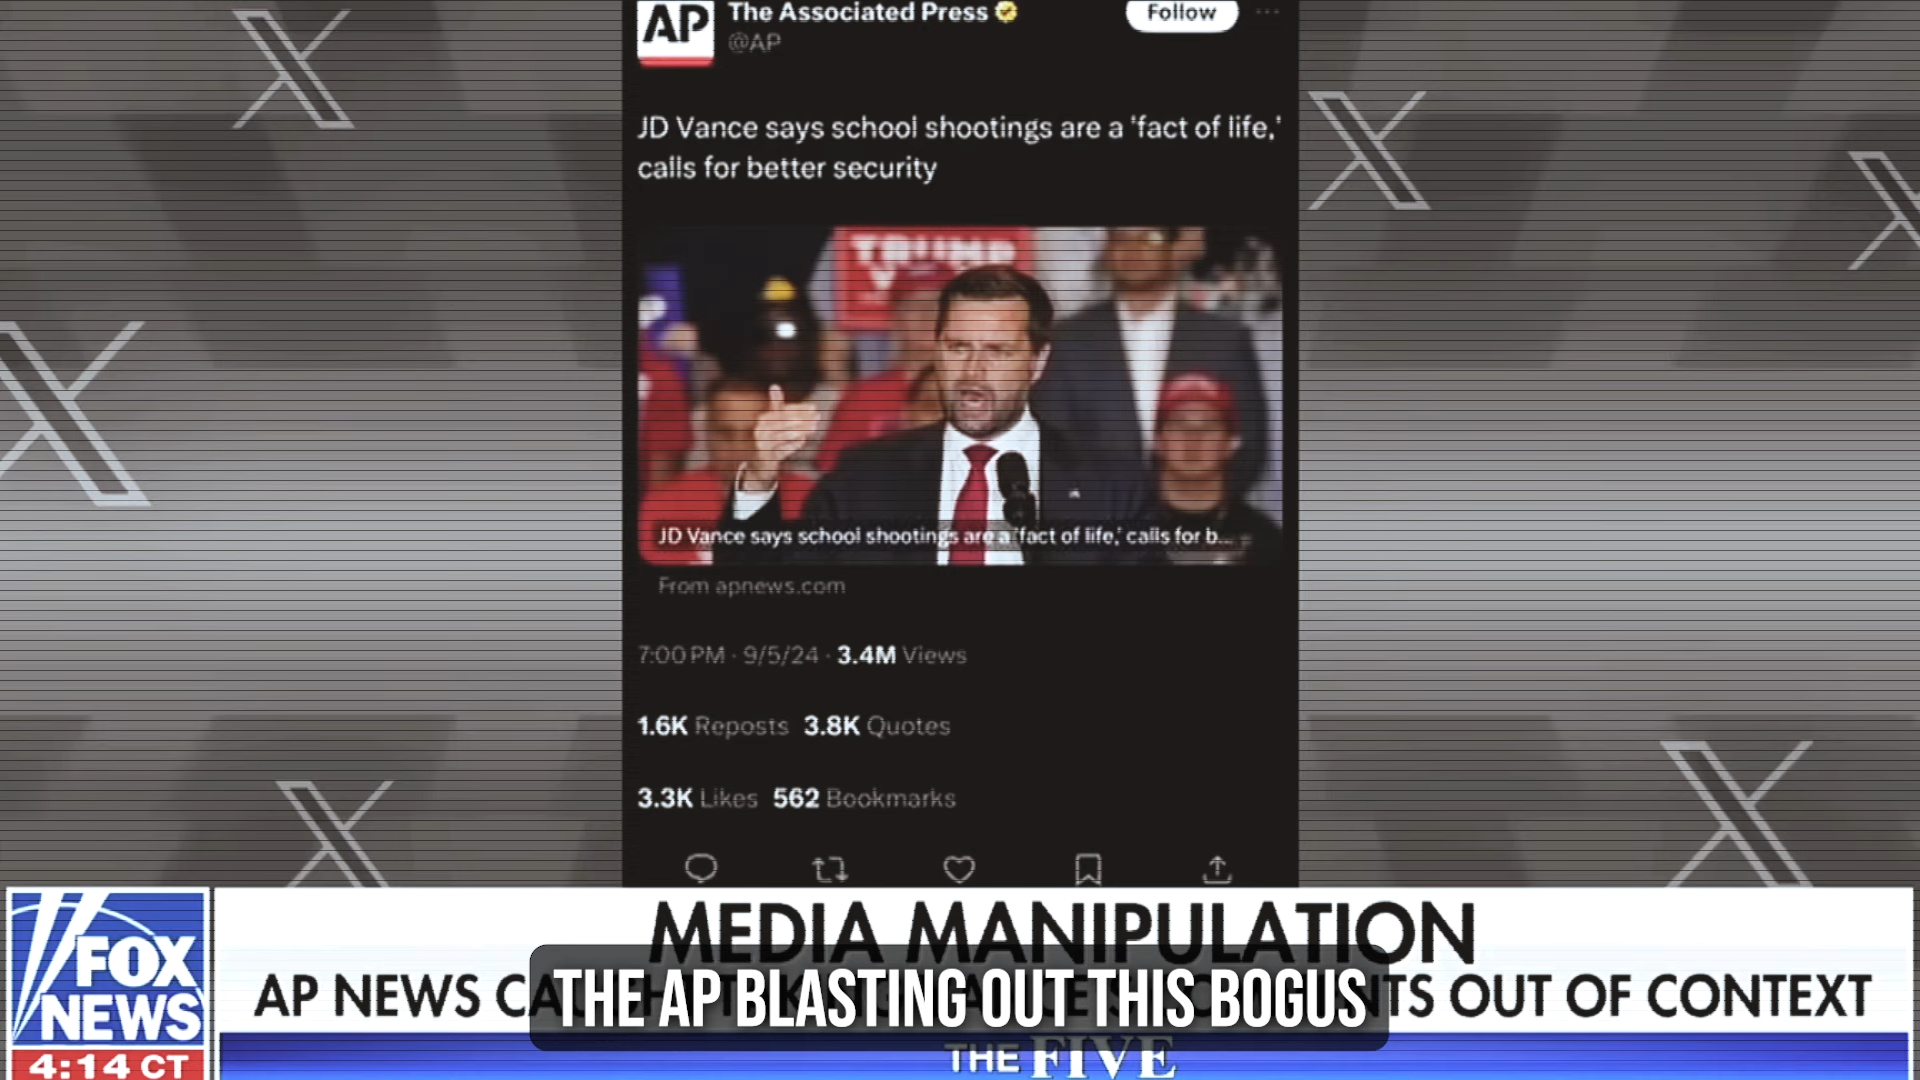 AP
The Associated Press
@AP
Follow
JD Vance says school shootings are a 'fact of life,'
calls for better security
TRUMP
V
JD Vance says school shootings are a 'fact of life,' calls for b...
From apnews.com
7:00 PM · 9/5/24 · 3.4M Views
1.6K Reposts 3.8K Quotes
3.3K Likes 562 Bookmarks
MEDIA MANIPULATION
AP NEWS OUT OF CONTEXT
THE AP BLASTING OUT THIS BOGUS
FOX
NEWS
4:14 CT
THE FIVE